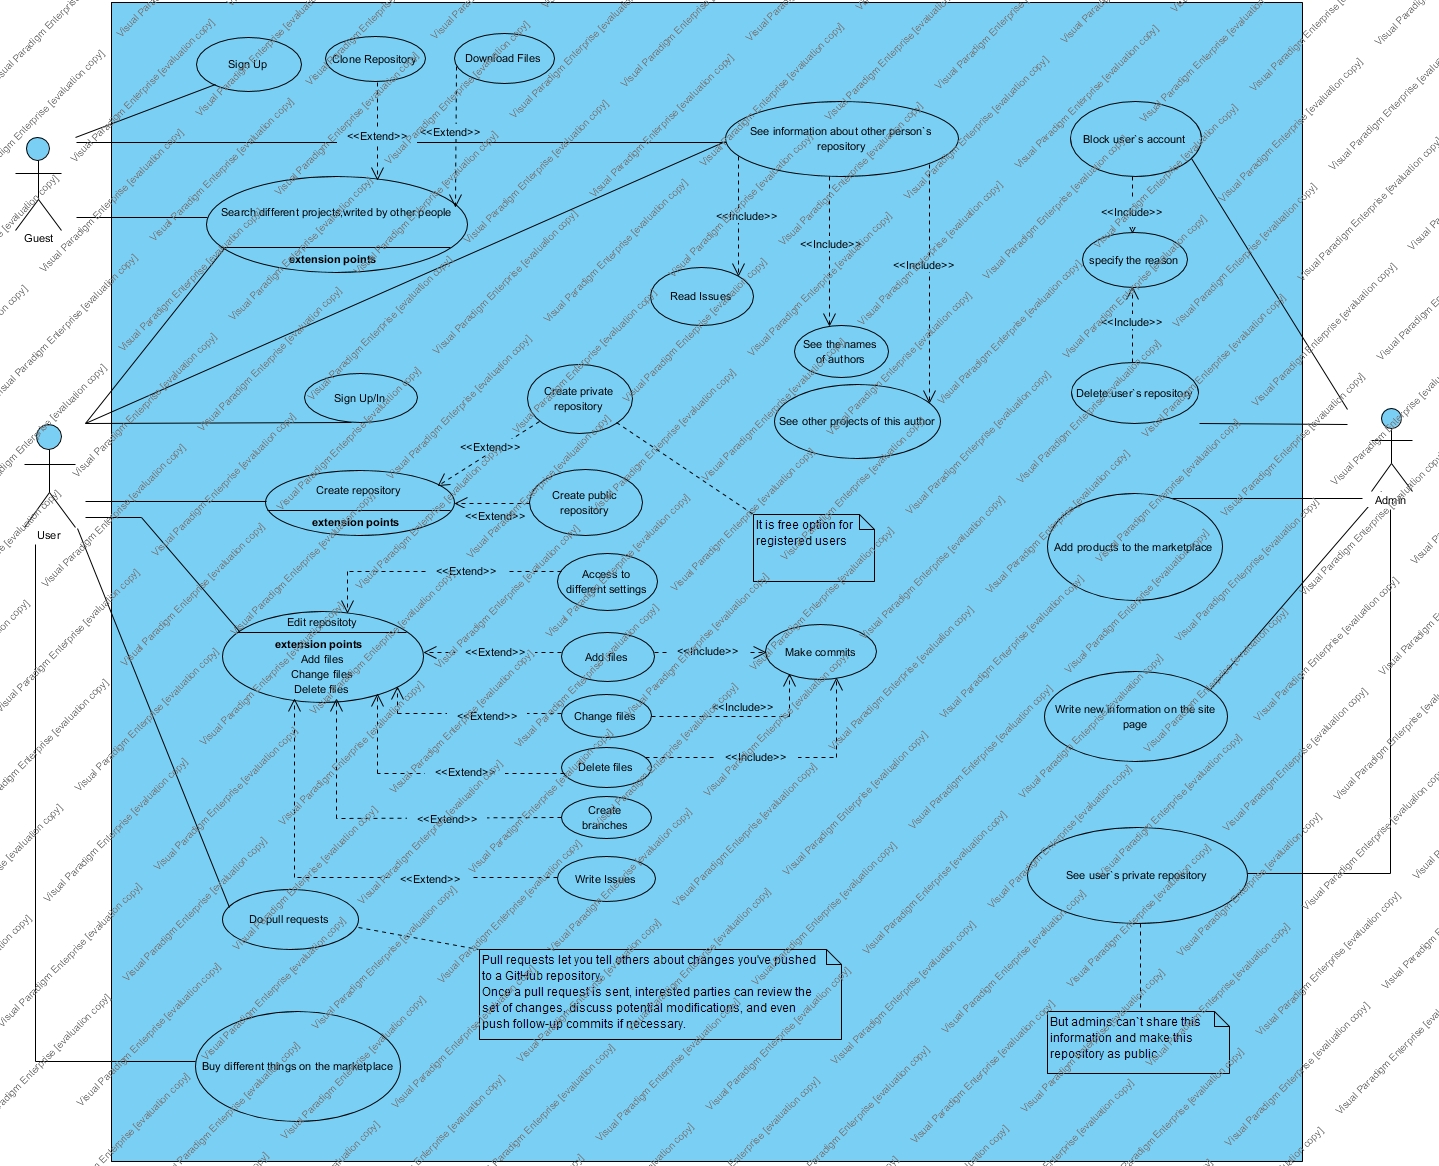 Sign Up
Clone Repository
Download Files
<<Extend>>
<<Extend>>
See information about other person`s
repository
Block user`s account
Guest
Search different projects,writed by other people
extension points
<<Include>>
<<Include>>
<<Include>>
<<Include>>
specify the reason
Read Issues
<<Include>>
See the names
of authors
Sign Up/In
Create private
repository
See other projects of this author
Delete user`s repository
User
Admin
<<Extend>>
Create repository
extension points
<<Extend>>
Create public
repository
It is free option for
registered users
Add products to the marketplace
<<Extend>>
Access to
different settings
Edit repositoty
extension points
Add files
Change files
Delete files
<<Extend>>
Add files
<<Include>>
Make commits
<<Extend>>
Change files
<<Include>>
<<Extend>>
Delete files
<<Include>>
<<Extend>>
Create
branches
<<Extend>>
Write Issues
Write new information on the site
page
See user`s private repository
Do pull requests
Pull requests let you tell others about changes you've pushed
to a GitHub repository.
Once a pull request is sent, interested parties can review the
set of changes, discuss potential modifications, and even
push follow-up commits if necessary.
But admins can`t share this
information and make this
repository as public
Buy different things on the marketplace
Visual Paradigm Enterprise [evaluation copy]